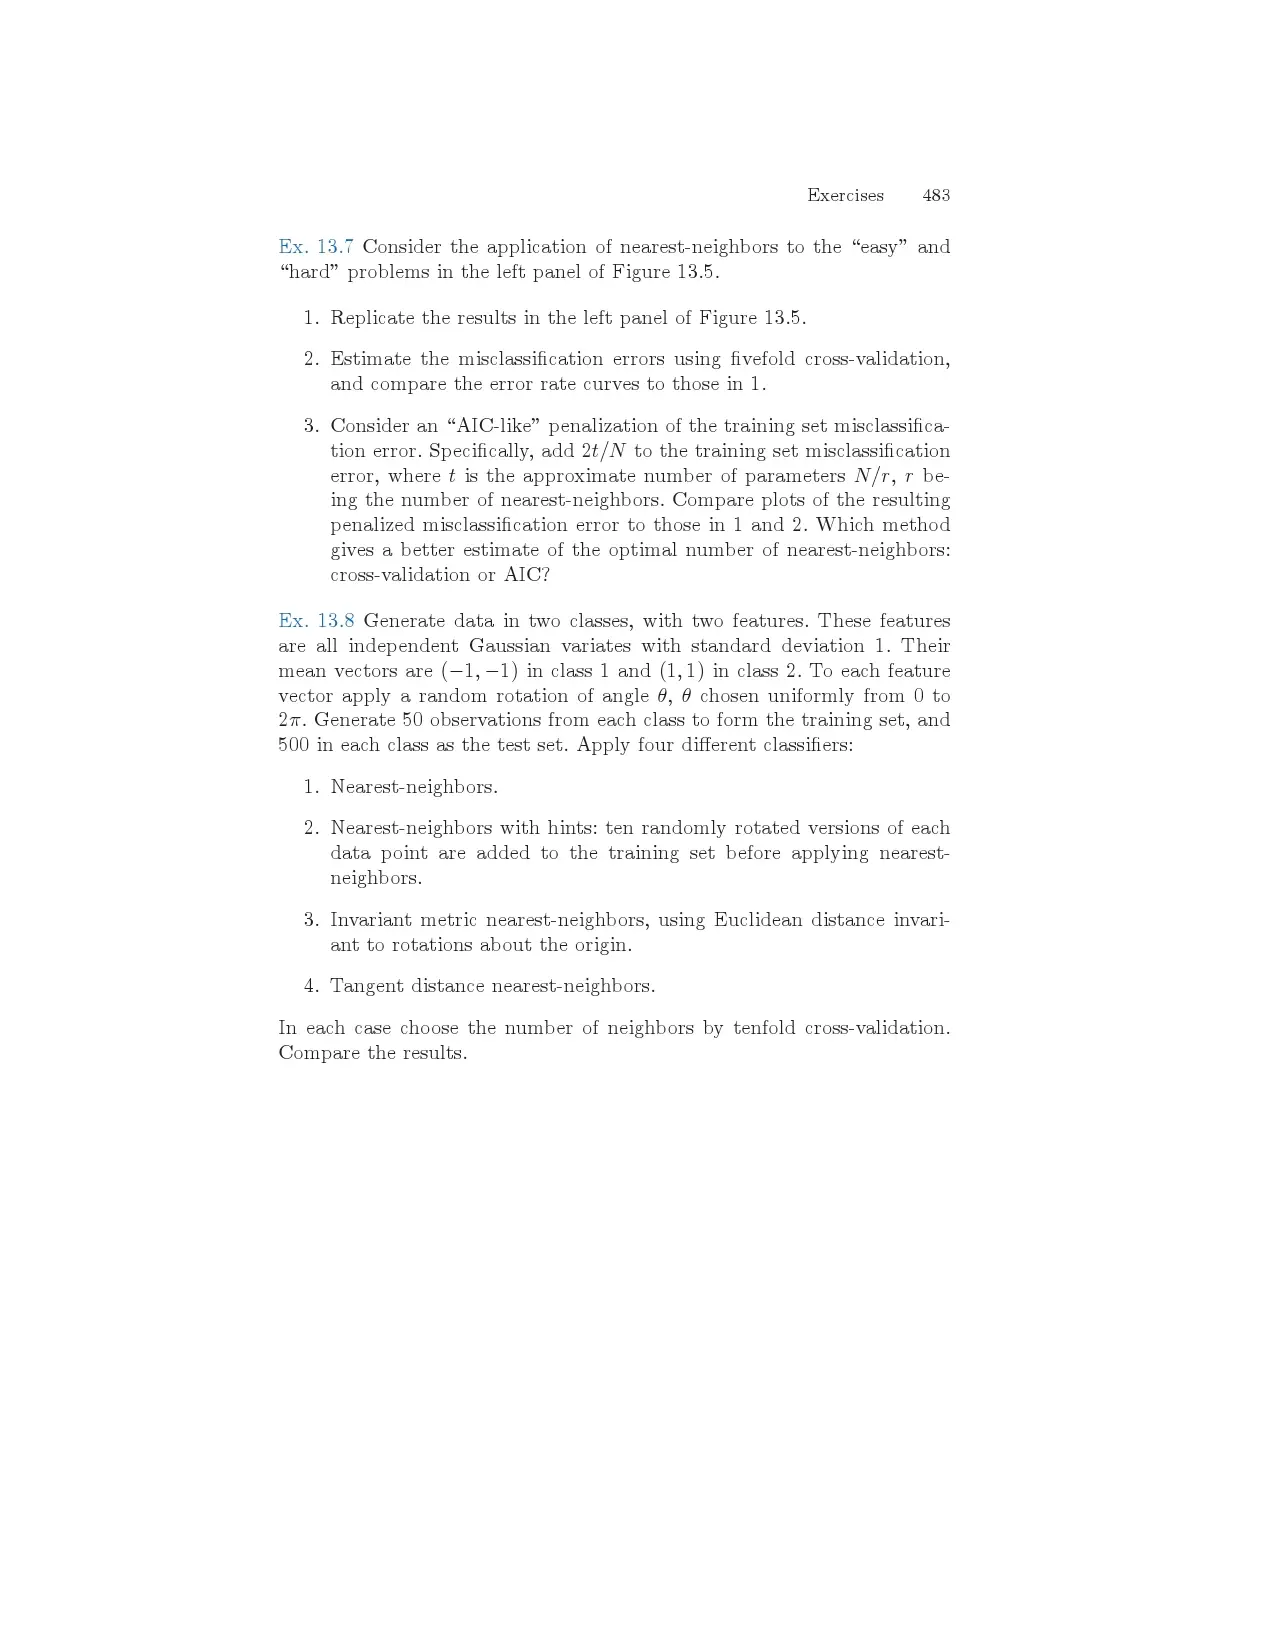 Exercises 483
Ex. 13.7 Consider the application of nearest-neighbors to the “easy” and
“hard” problems in the left panel of Figure 13.5.
1. Replicate the results in the left panel of Figure 13.5.
2. Estimate the misclassification errors using fivefold cross-validation,
and compare the error rate curves to those in 1.
3. Consider an “AIC-like” penalization of the training set misclassifica-
tion error. Specifically, add 2t/N to the training set misclassification
error, where t is the approximate number of parameters N/r, r be-
ing the number of nearest-neighbors. Compare plots of the resulting
penalized misclassification error to those in 1 and 2. Which method
gives a better estimate of the optimal number of nearest-neighbors:
cross-validation or AIC?
Ex. 13.8 Generate data in two classes, with two features. These features
are all independent Gaussian variates with standard deviation 1. Their
mean vectors are (−1, −1) in class 1 and (1, 1) in class 2. To each feature
vector apply a random rotation of angle θ, θ chosen uniformly from 0 to
2π. Generate 50 observations from each class to form the training set, and
500 in each class as the test set. Apply four different classifiers:
1. Nearest-neighbors.
2. Nearest-neighbors with hints: ten randomly rotated versions of each
data point are added to the training set before applying nearest-
neighbors.
3. Invariant metric nearest-neighbors, using Euclidean distance invari-
ant to rotations about the origin.
4. Tangent distance nearest-neighbors.
In each case choose the number of neighbors by tenfold cross-validation.
Compare the results.